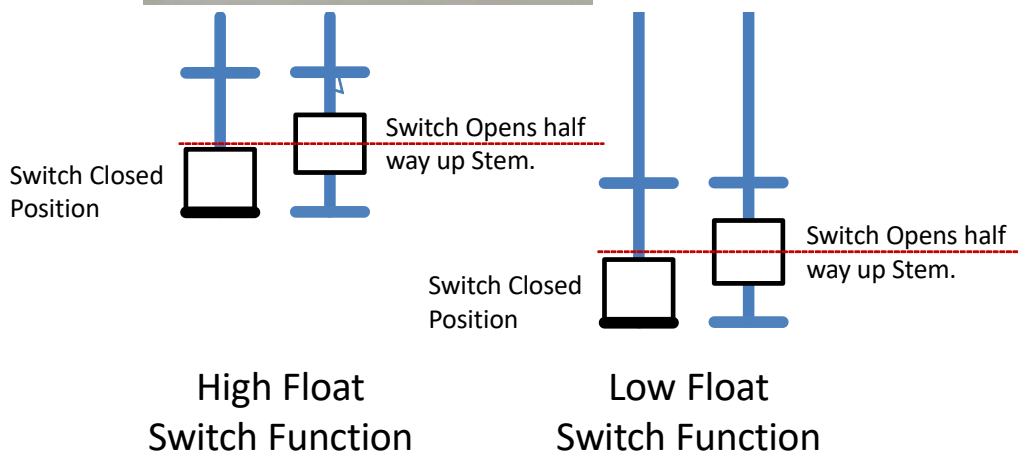 Switch Opens half
way up Stem.
Switch Closed
Position
Switch Opens half
way up Stem.
Switch Closed
Position
High Float
Switch Function
Low Float
Switch Function